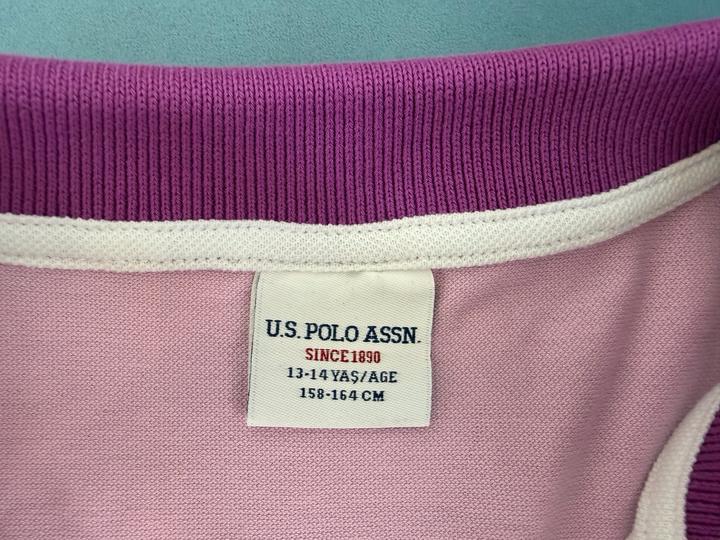 U.S. POLO ASSN.
SINCE 1890
13-14 YAŞ/AGE
158-164 CM